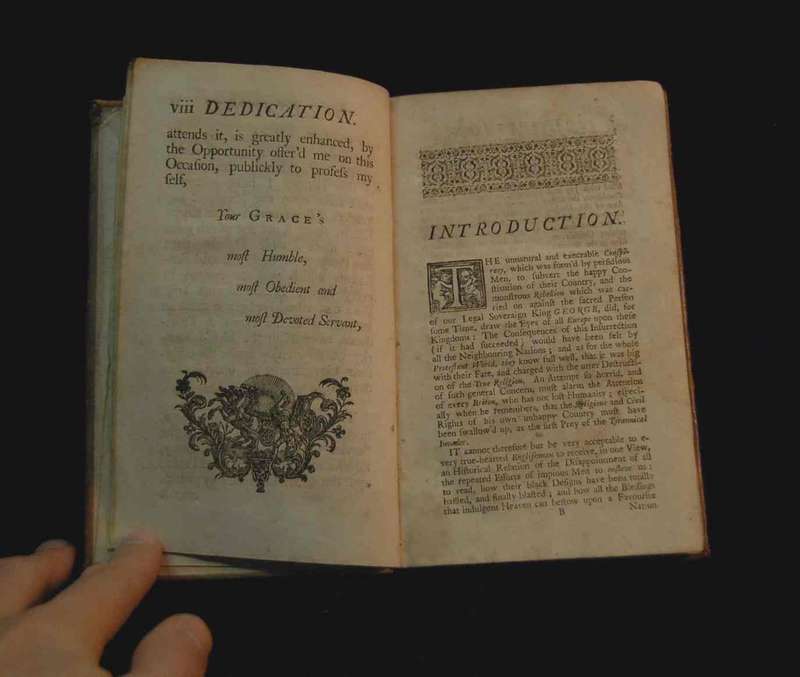 viii DEDICATION.
attends it, is greatly enhanced, by
the Opportunity offer'd me on this
Occasion, publickly to profeſs my
ſelf,
Your GRACE's
moſt Humble,
moſt Obedient and
moſt Devoted Servant,
INTRODUCTION.
THE unnatural and execrable Conſpi-
racy, which was form'd by perfidious
Men, to ſubvert the happy Con-
ſtitution of their Country, and the
monſtrous Rebellion which was car-
ried on againſt the ſacred Perſon
of our Legal Soveraign King GEORGE, did, for
ſome Time, draw the Eyes of all Europe upon theſe
Kingdoms: The Conſequences of this Inſurrection
(if it had ſucceeded) would have been felt by
all the Neighbouring Nations; and as for the whole
Proteſtant World, they know full well, that it was big
with their Fate, and charged with the utter Deſtructi-
on of the True Religion. An Attempt ſo horrid, and
of ſuch general Concern, muſt alarm the Attention
of every Briton, who has not loſt Humanity; eſpeci-
ally when he remembers, that the Religious and Civil
Rights of his own unhappy Country muſt have
been ſwallow'd up, as the firſt Prey of the Tyrannical
Invader.
IT cannot therefore but be very acceptable to e-
very true-hearted Engliſhman to receive, in one View,
an Hiſtorical Relation of the Diſappointment of all
the repeated Efforts of impious Men to enſlave us:
to read, how their black Deſigns have been totally
baffled, and finally blaſted; and how all the Bleſſings
that indulgent Heaven can beſtow upon a Favourite
B Nation